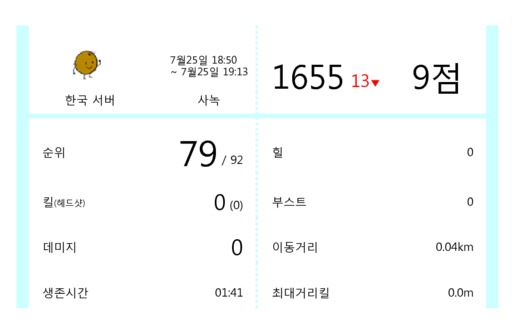 7월25일 18:50
~ 7월25일 19:13
한국 서버
사녹
1655 13▼
9점
순위
79 / 92
킬(헤드샷)
0 (0)
데미지
0
생존시간
01:41
힐
0
부스트
0
이동거리
0.04km
최대거리킬
0.0m